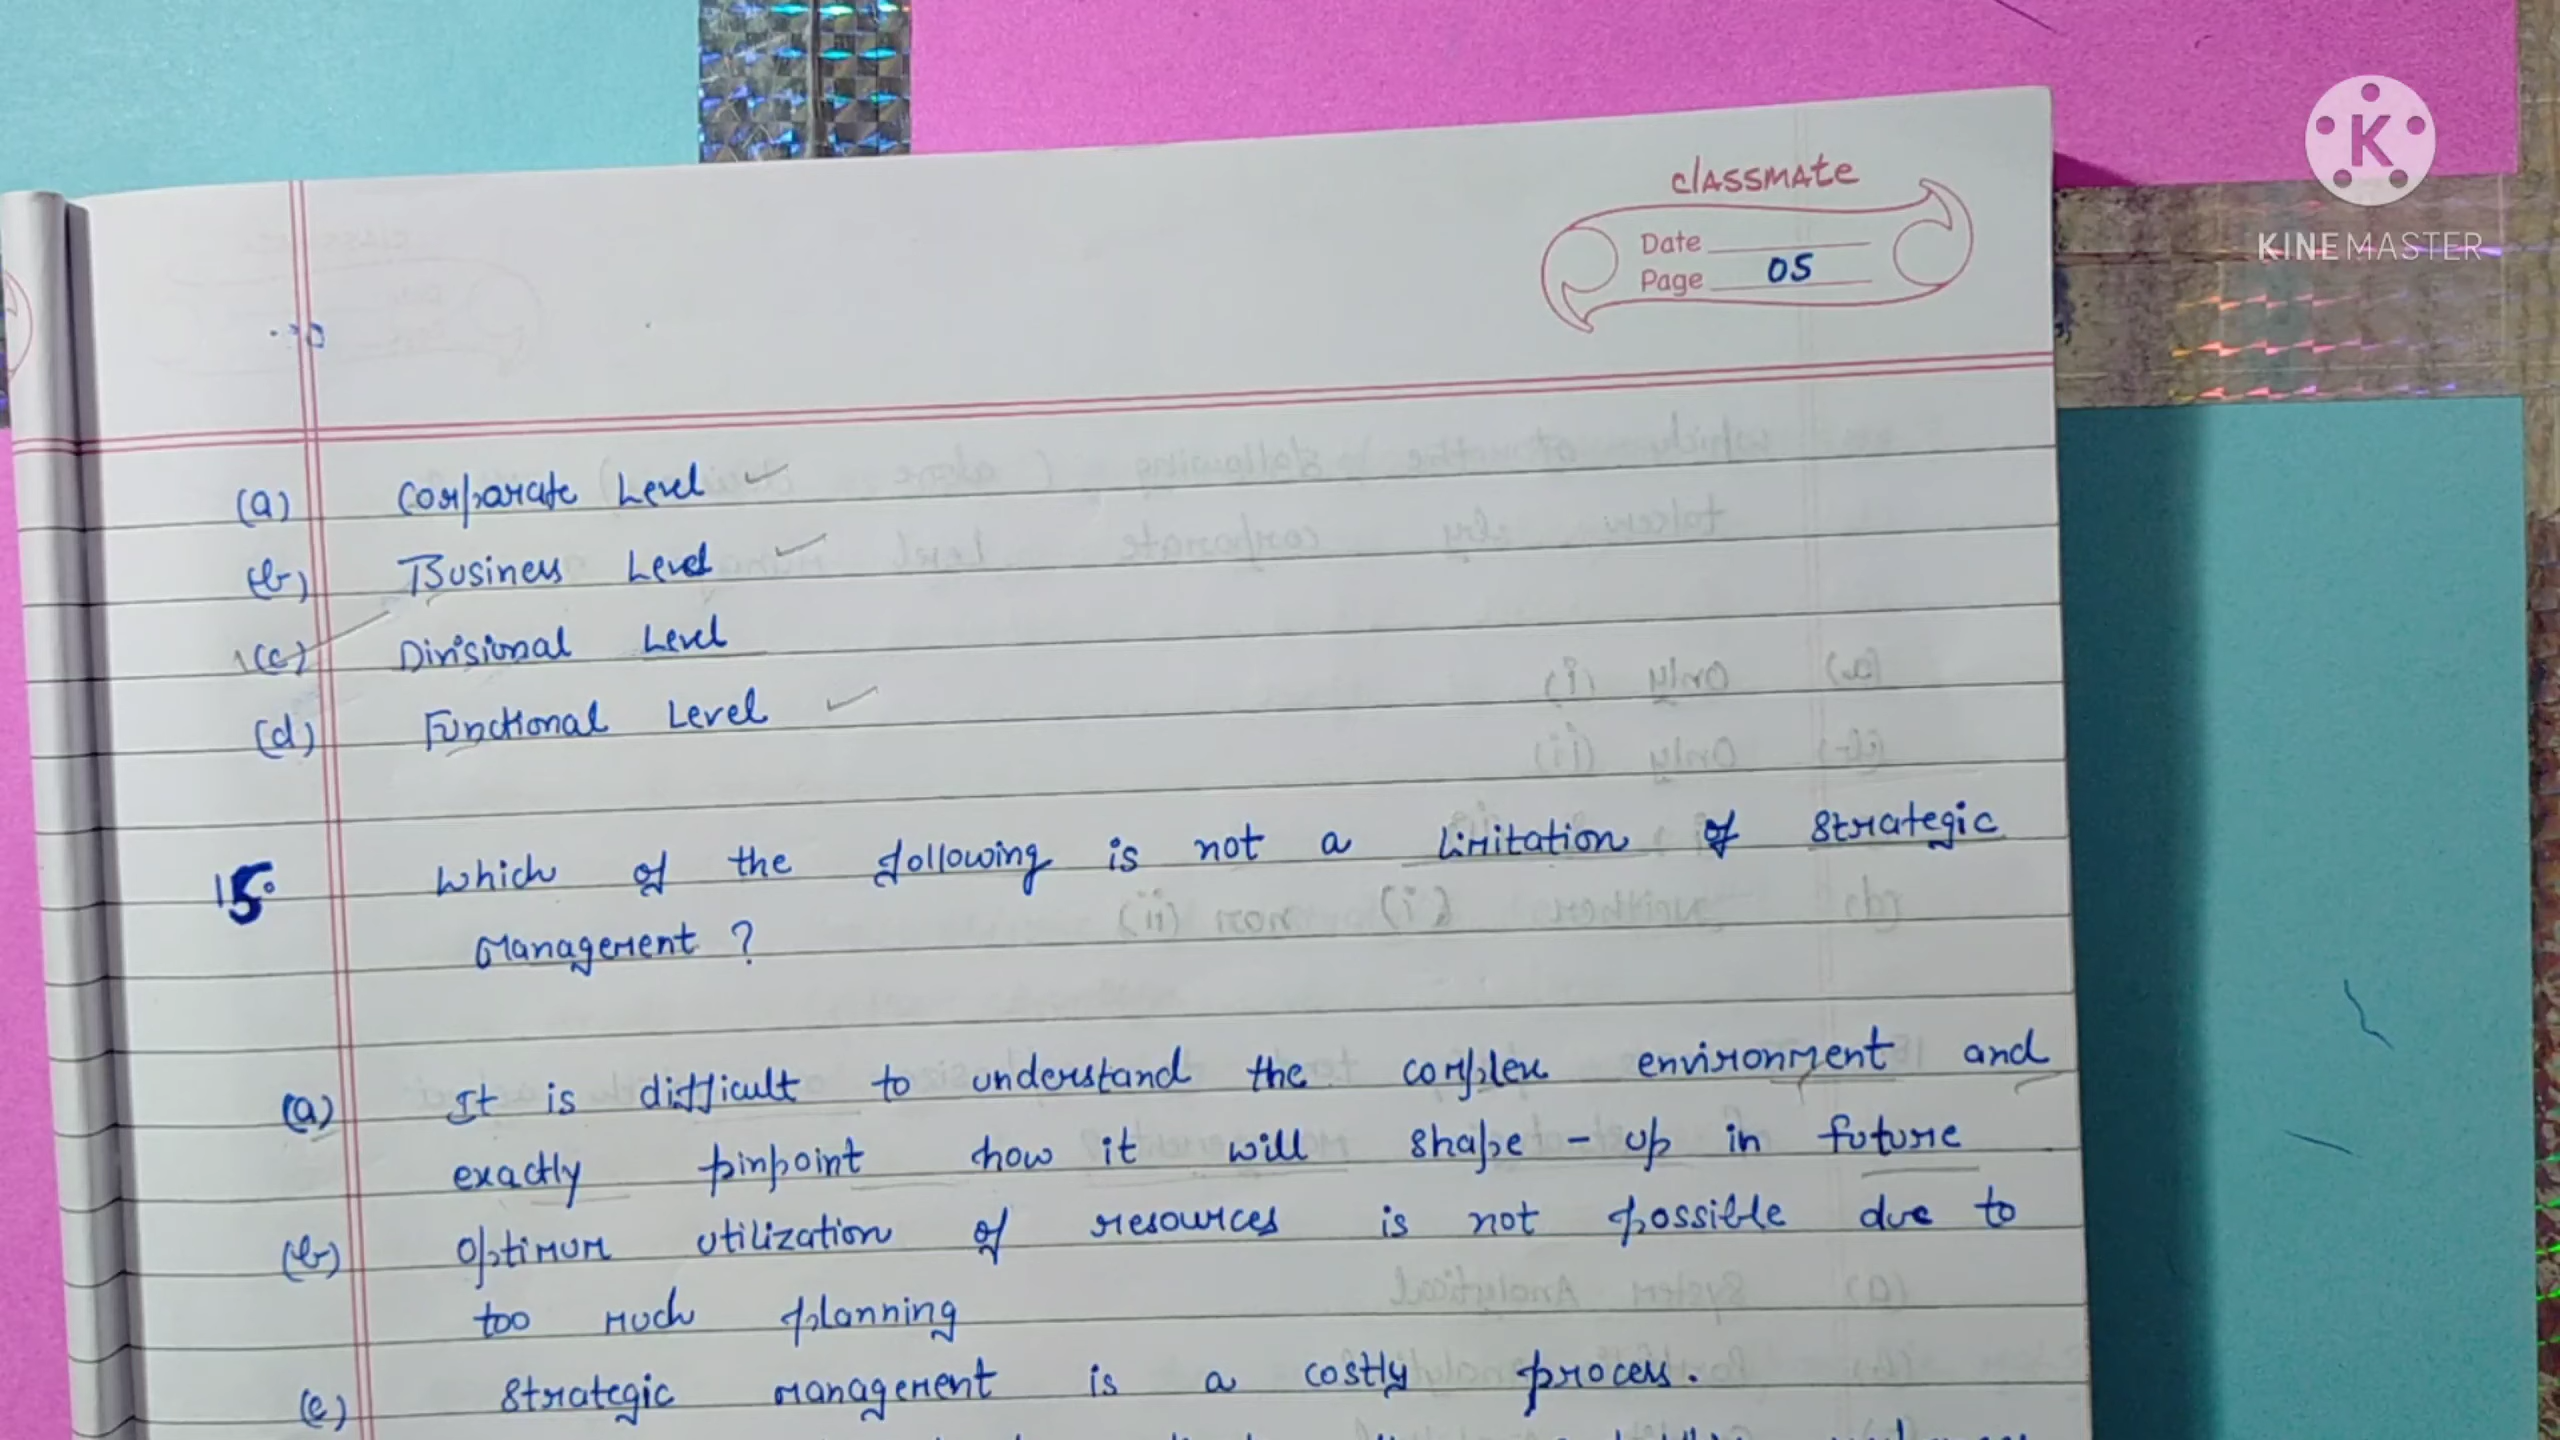 K
KINEMASTER
classmate
Date
Page 05
(a) Corporate Level
(b) Business Level
(c) Divisional Level
(d) Functional Level
15. Which of the following is not a limitation of strategic
management ?
(a) It is difficult to understand the complex environment and
exactly pinpoint how it will shape - up in future
(b) Optimum utilization of resources is not possible due to
too much planning
(c) Strategic management is a costly process.